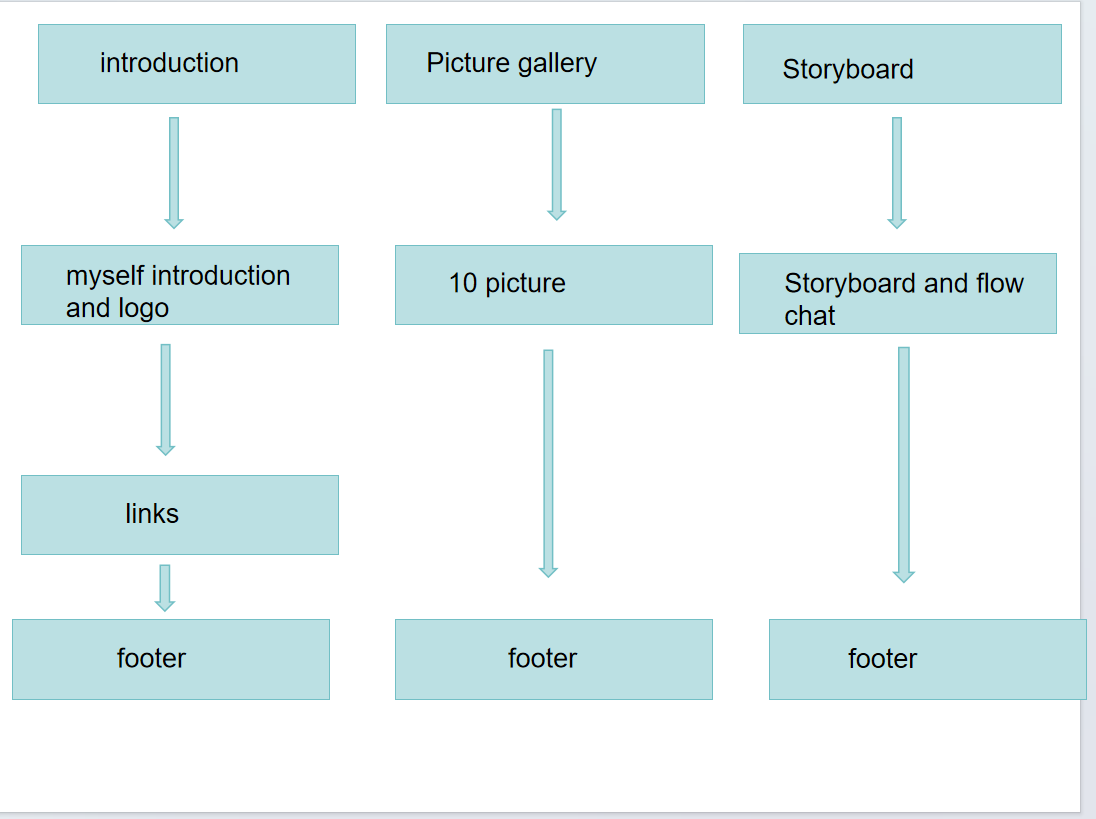 introduction
Picture gallery
Storyboard
myself introduction
and logo
10 picture
Storyboard and flow
chat
links
footer
footer
footer